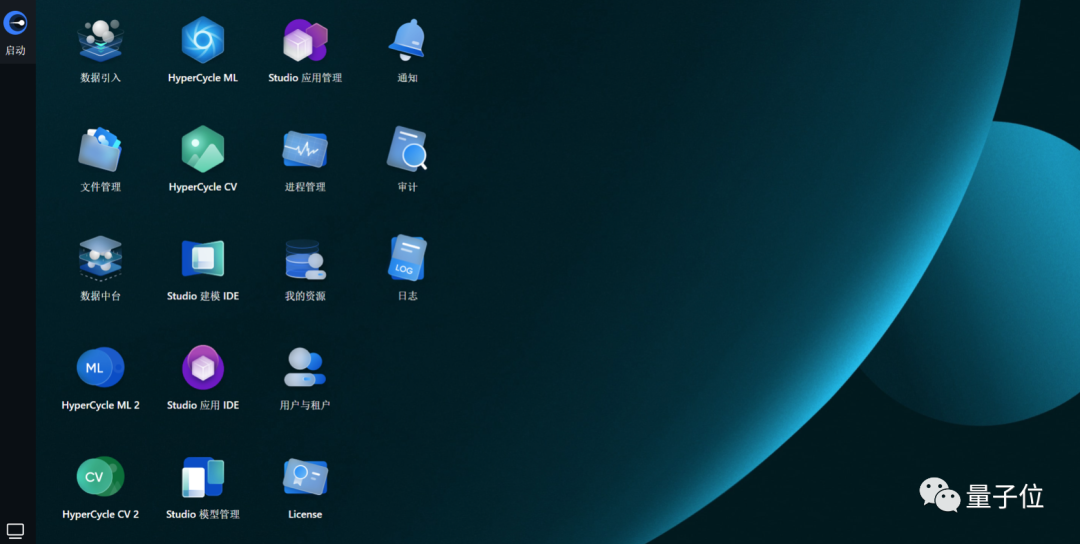 启动
数据引入
HyperCycle ML
Studio 应用管理
通知
文件管理
HyperCycle CV
进程管理
审计
数据中台
Studio 建模 IDE
我的资源
LOG
日志
ML
HyperCycle ML 2
Studio 应用 IDE
用户与租户
CV
HyperCycle CV 2
Studio 模型管理
License
量子位